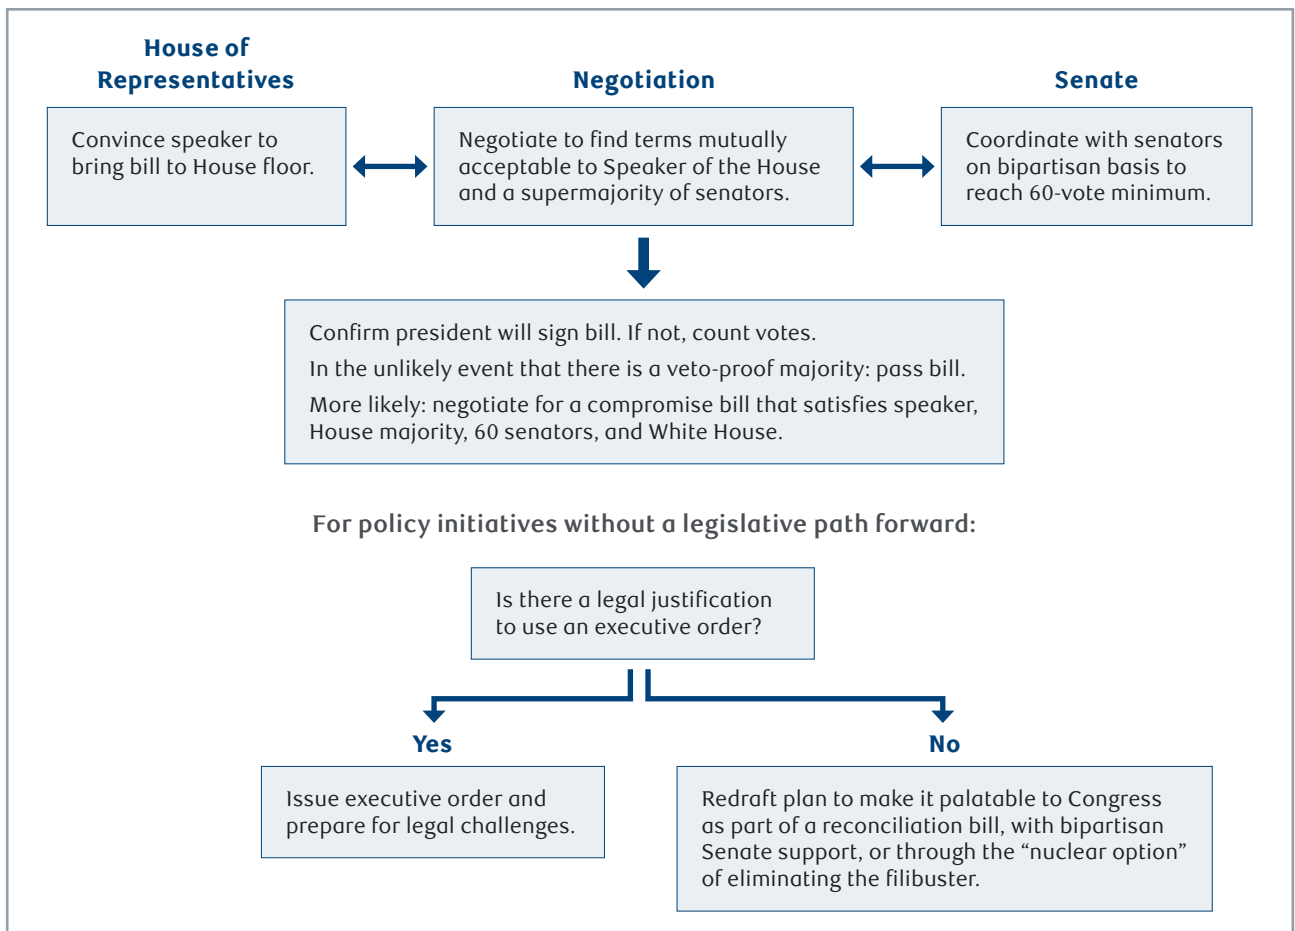 House of
Representatives
Convince speaker to
bring bill to House floor.
Negotiation
Negotiate to find terms mutually
acceptable to Speaker of the House
and a supermajority of senators.
Senate
Coordinate with senators
on bipartisan basis to
reach 60-vote minimum.
Confirm president will sign bill. If not, count votes.
In the unlikely event that there is a veto-proof majority: pass bill.
More likely: negotiate for a compromise bill that satisfies speaker,
House majority, 60 senators, and White House.
For policy initiatives without a legislative path forward:
Is there a legal justification
to use an executive order?
Yes
Issue executive order and
prepare for legal challenges.
No
Redraft plan to make it palatable to Congress
as part of a reconciliation bill, with bipartisan
Senate support, or through the “nuclear option”
of eliminating the filibuster.